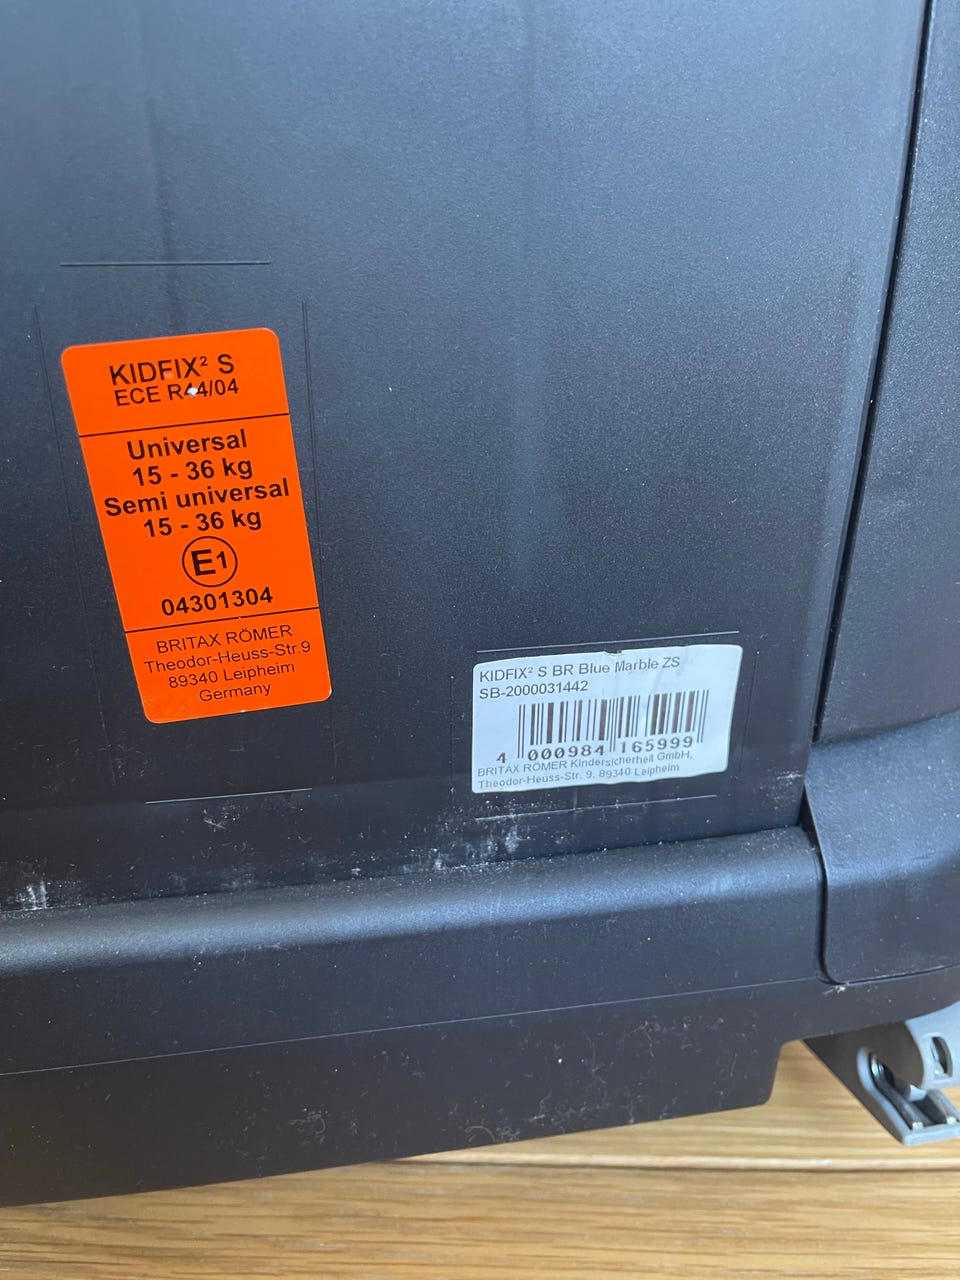 KIDFIX² S
ECE R44/04
Universal
15 - 36 kg
Semi universal
15 - 36 kg
E1
04301304
BRITAX RÖMER
Theodor-Heuss-Str.9
89340 Leipheim
Germany
KIDFIX² S BR Blue Marble ZS
SB-2000031442
4 000984 165999
BRITAX RÖMER Kindersicherheit GmbH,
Theodor-Heuss-Str. 9, 89340 Leipheim